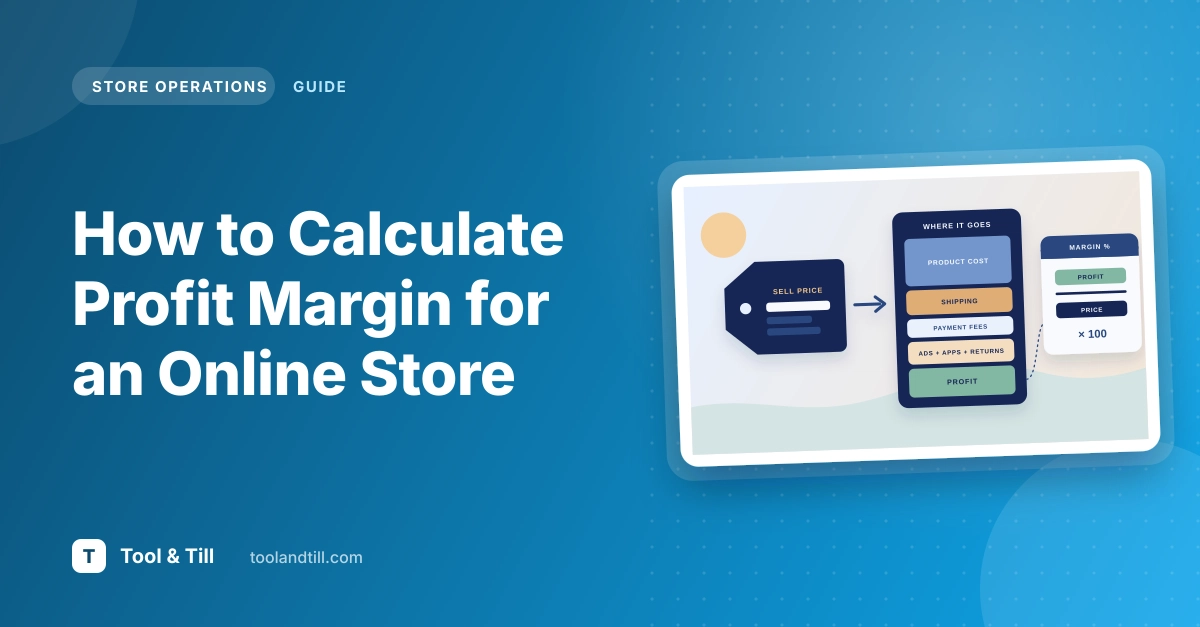 STORE OPERATIONS
GUIDE
How to Calculate
Profit Margin for
an Online Store
SELL PRICE
WHERE IT GOES
PRODUCT COST
SHIPPING
PAYMENT FEES
ADS + APPS + RETURNS
PROFIT
MARGIN %
PROFIT
PRICE
× 100
T
Tool & Till
toolandtill.com